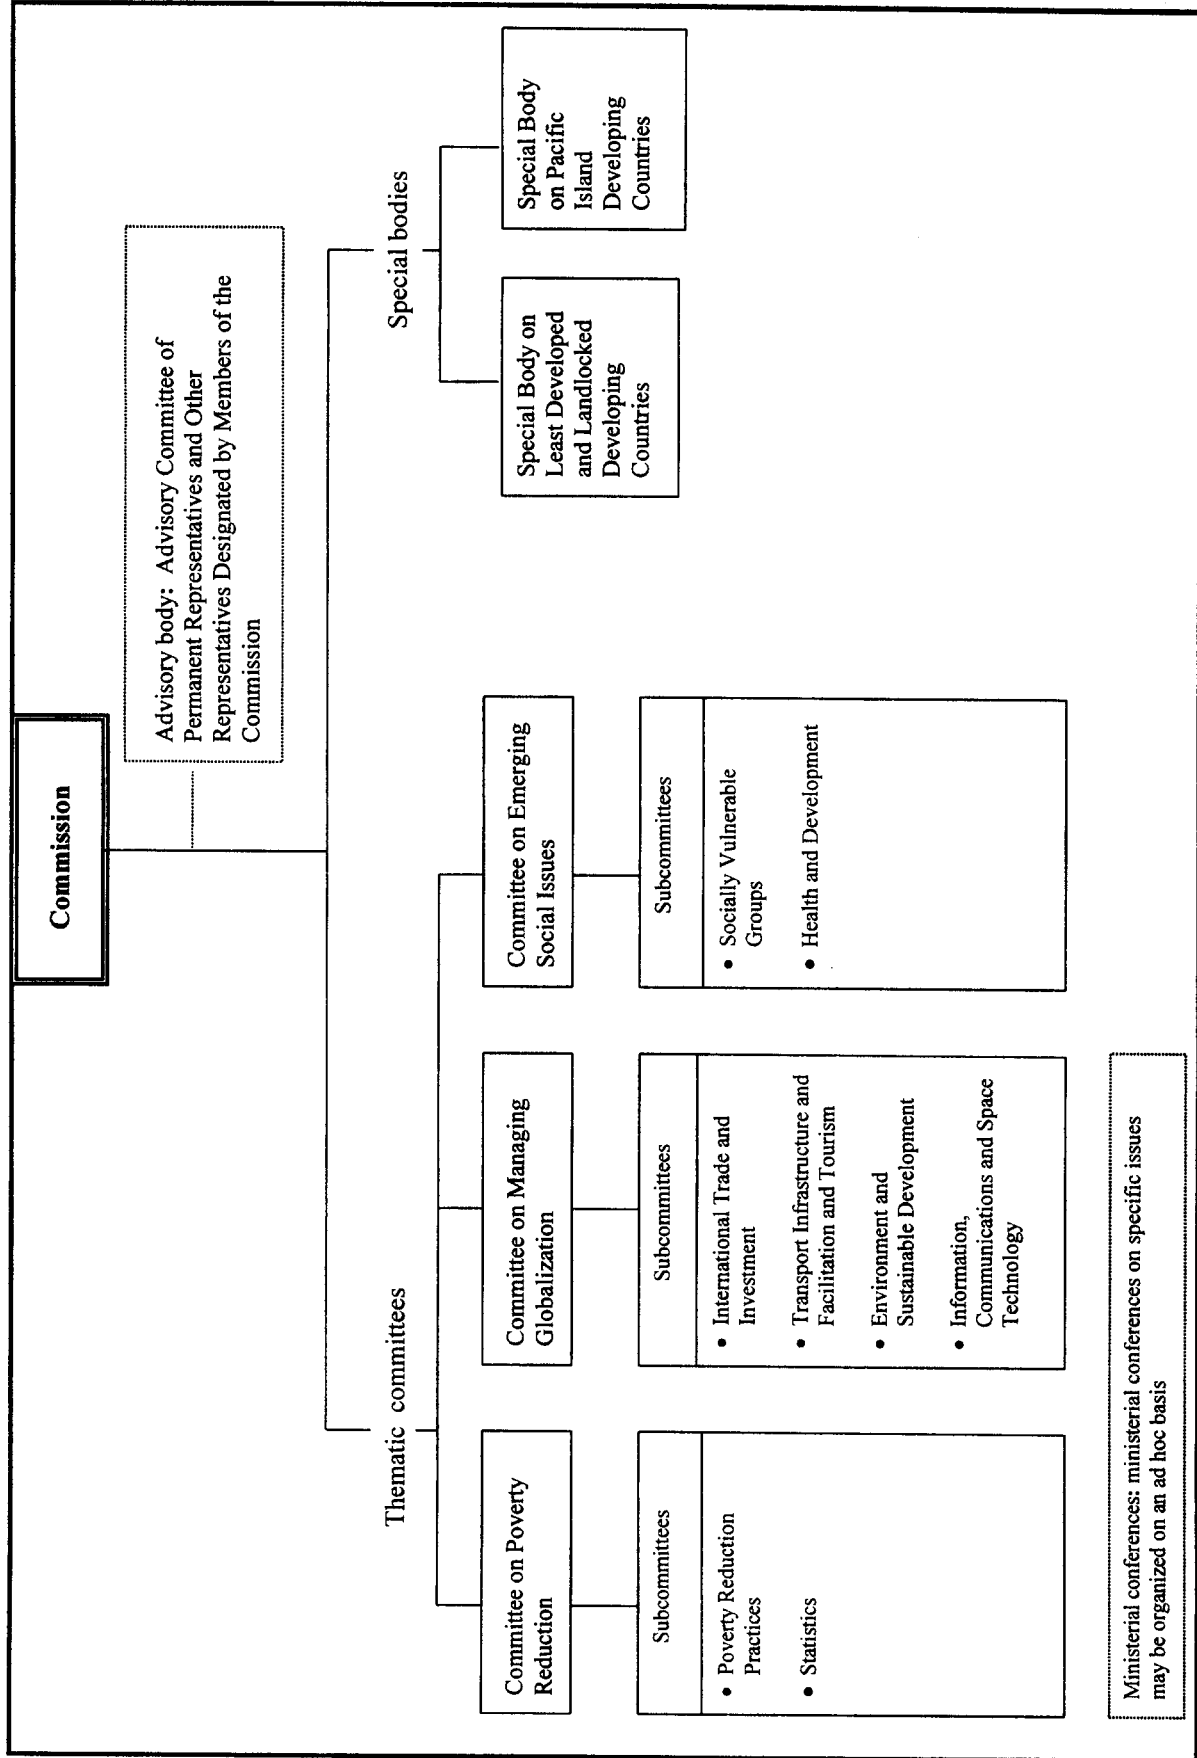 Commission
Advisory body: Advisory Committee of
Permanent Representatives and Other
Representatives Designated by Members of the
Commission
Thematic committees
Special bodies
Committee on Poverty
Reduction
Committee on Managing
Globalization
Committee on Emerging
Social Issues
Special Body on
Least Developed
and Landlocked
Developing
Countries
Special Body
on Pacific
Island
Developing
Countries
Subcommittees
• Poverty Reduction
Practices
• Statistics
Subcommittees
• International Trade and
Investment
• Transport Infrastructure and
Facilitation and Tourism
• Environment and
Sustainable Development
• Information,
Communications and Space
Technology
Subcommittees
• Socially Vulnerable
Groups
• Health and Development
Ministerial conferences: ministerial conferences on specific issues
may be organized on an ad hoc basis